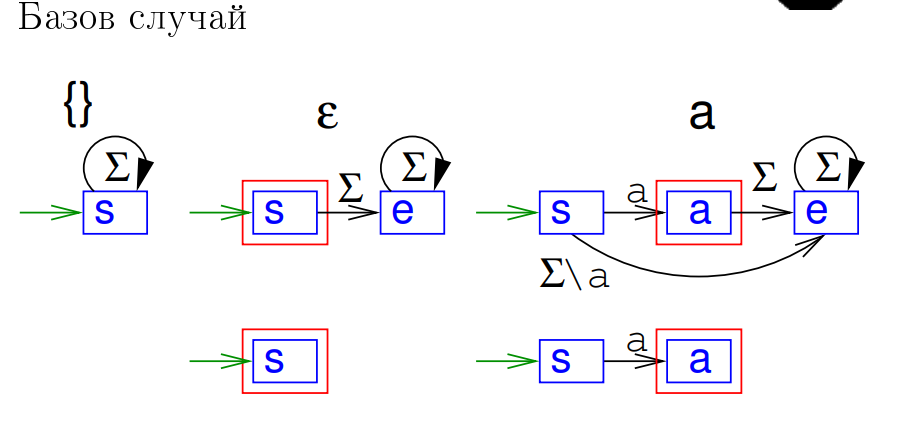 Базов случай
{} ε a
Σ Σ Σ Σ Σ
s s e s a a e
Σ\a
s s a a